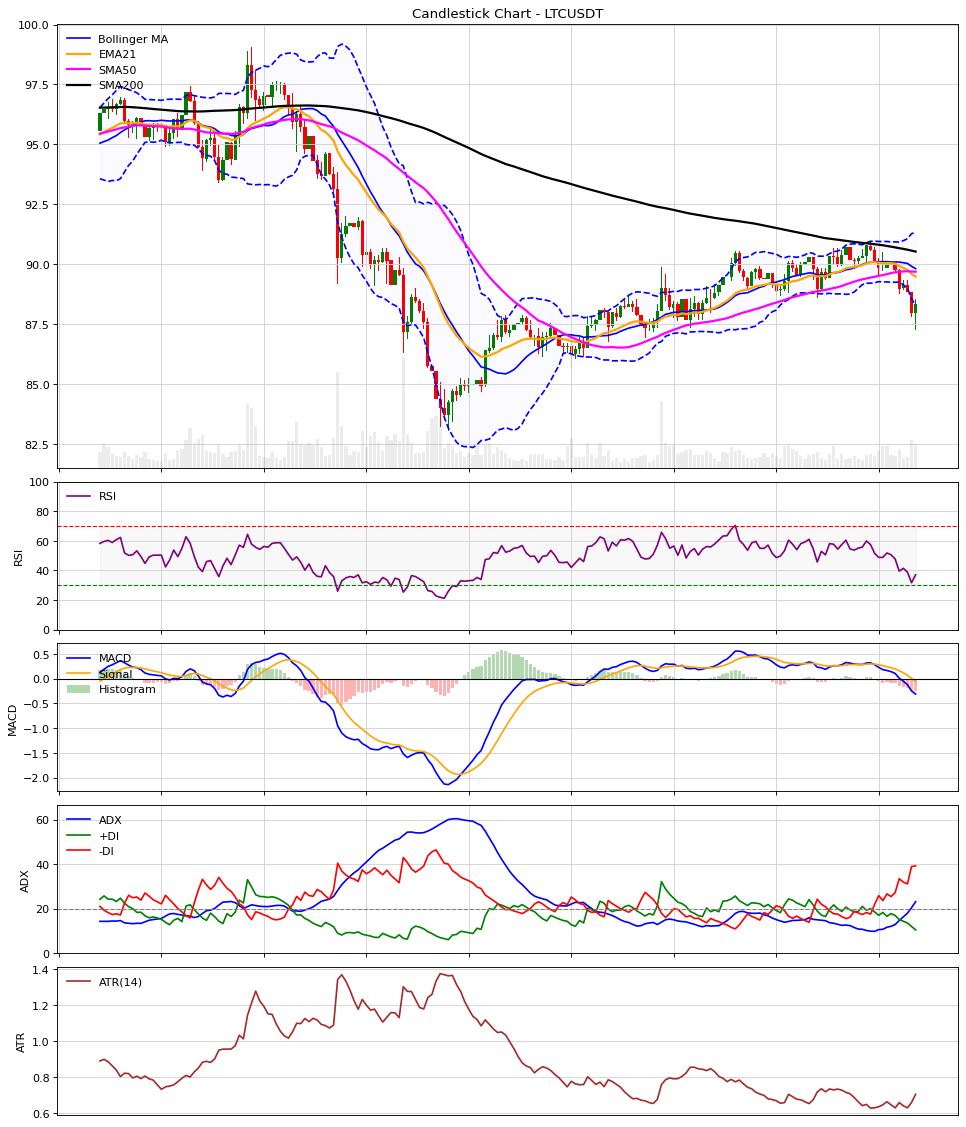 Candlestick Chart - LTCUSDT
100.0
97.5
95.0
92.5
90.0
87.5
85.0
82.5
Bollinger MA
EMA21
SMA50
SMA200
100
80
60
40
20
0
RSI
RSI
0.5
0.0
−0.5
−1.0
−1.5
−2.0
MACD
MACD
Signal
Histogram
60
40
20
0
ADX
ADX
+DI
-DI
1.4
1.2
1.0
0.8
0.6
ATR
ATR(14)